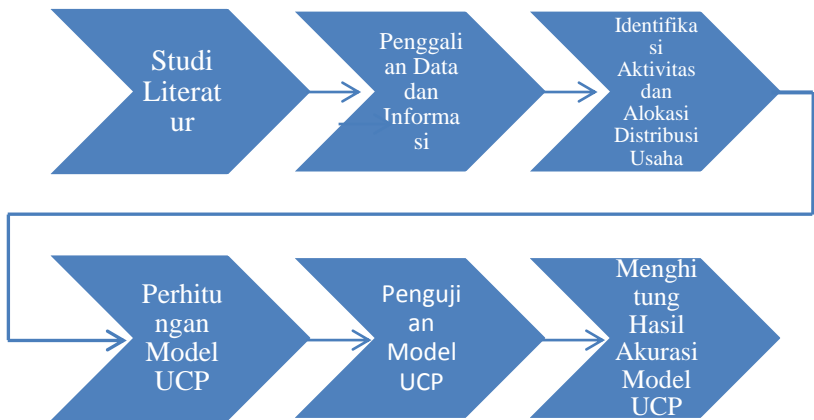 Studi
Literat
ur
Penggali
an Data
dan
Informa
si
Identifika
si
Aktivitas
dan
Alokasi
Distribusi
Usaha
Perhitu
ngan
Model
UCP
Penguji
an
Model
UCP
Menghi
tung
Hasil
Akurasi
Model
UCP